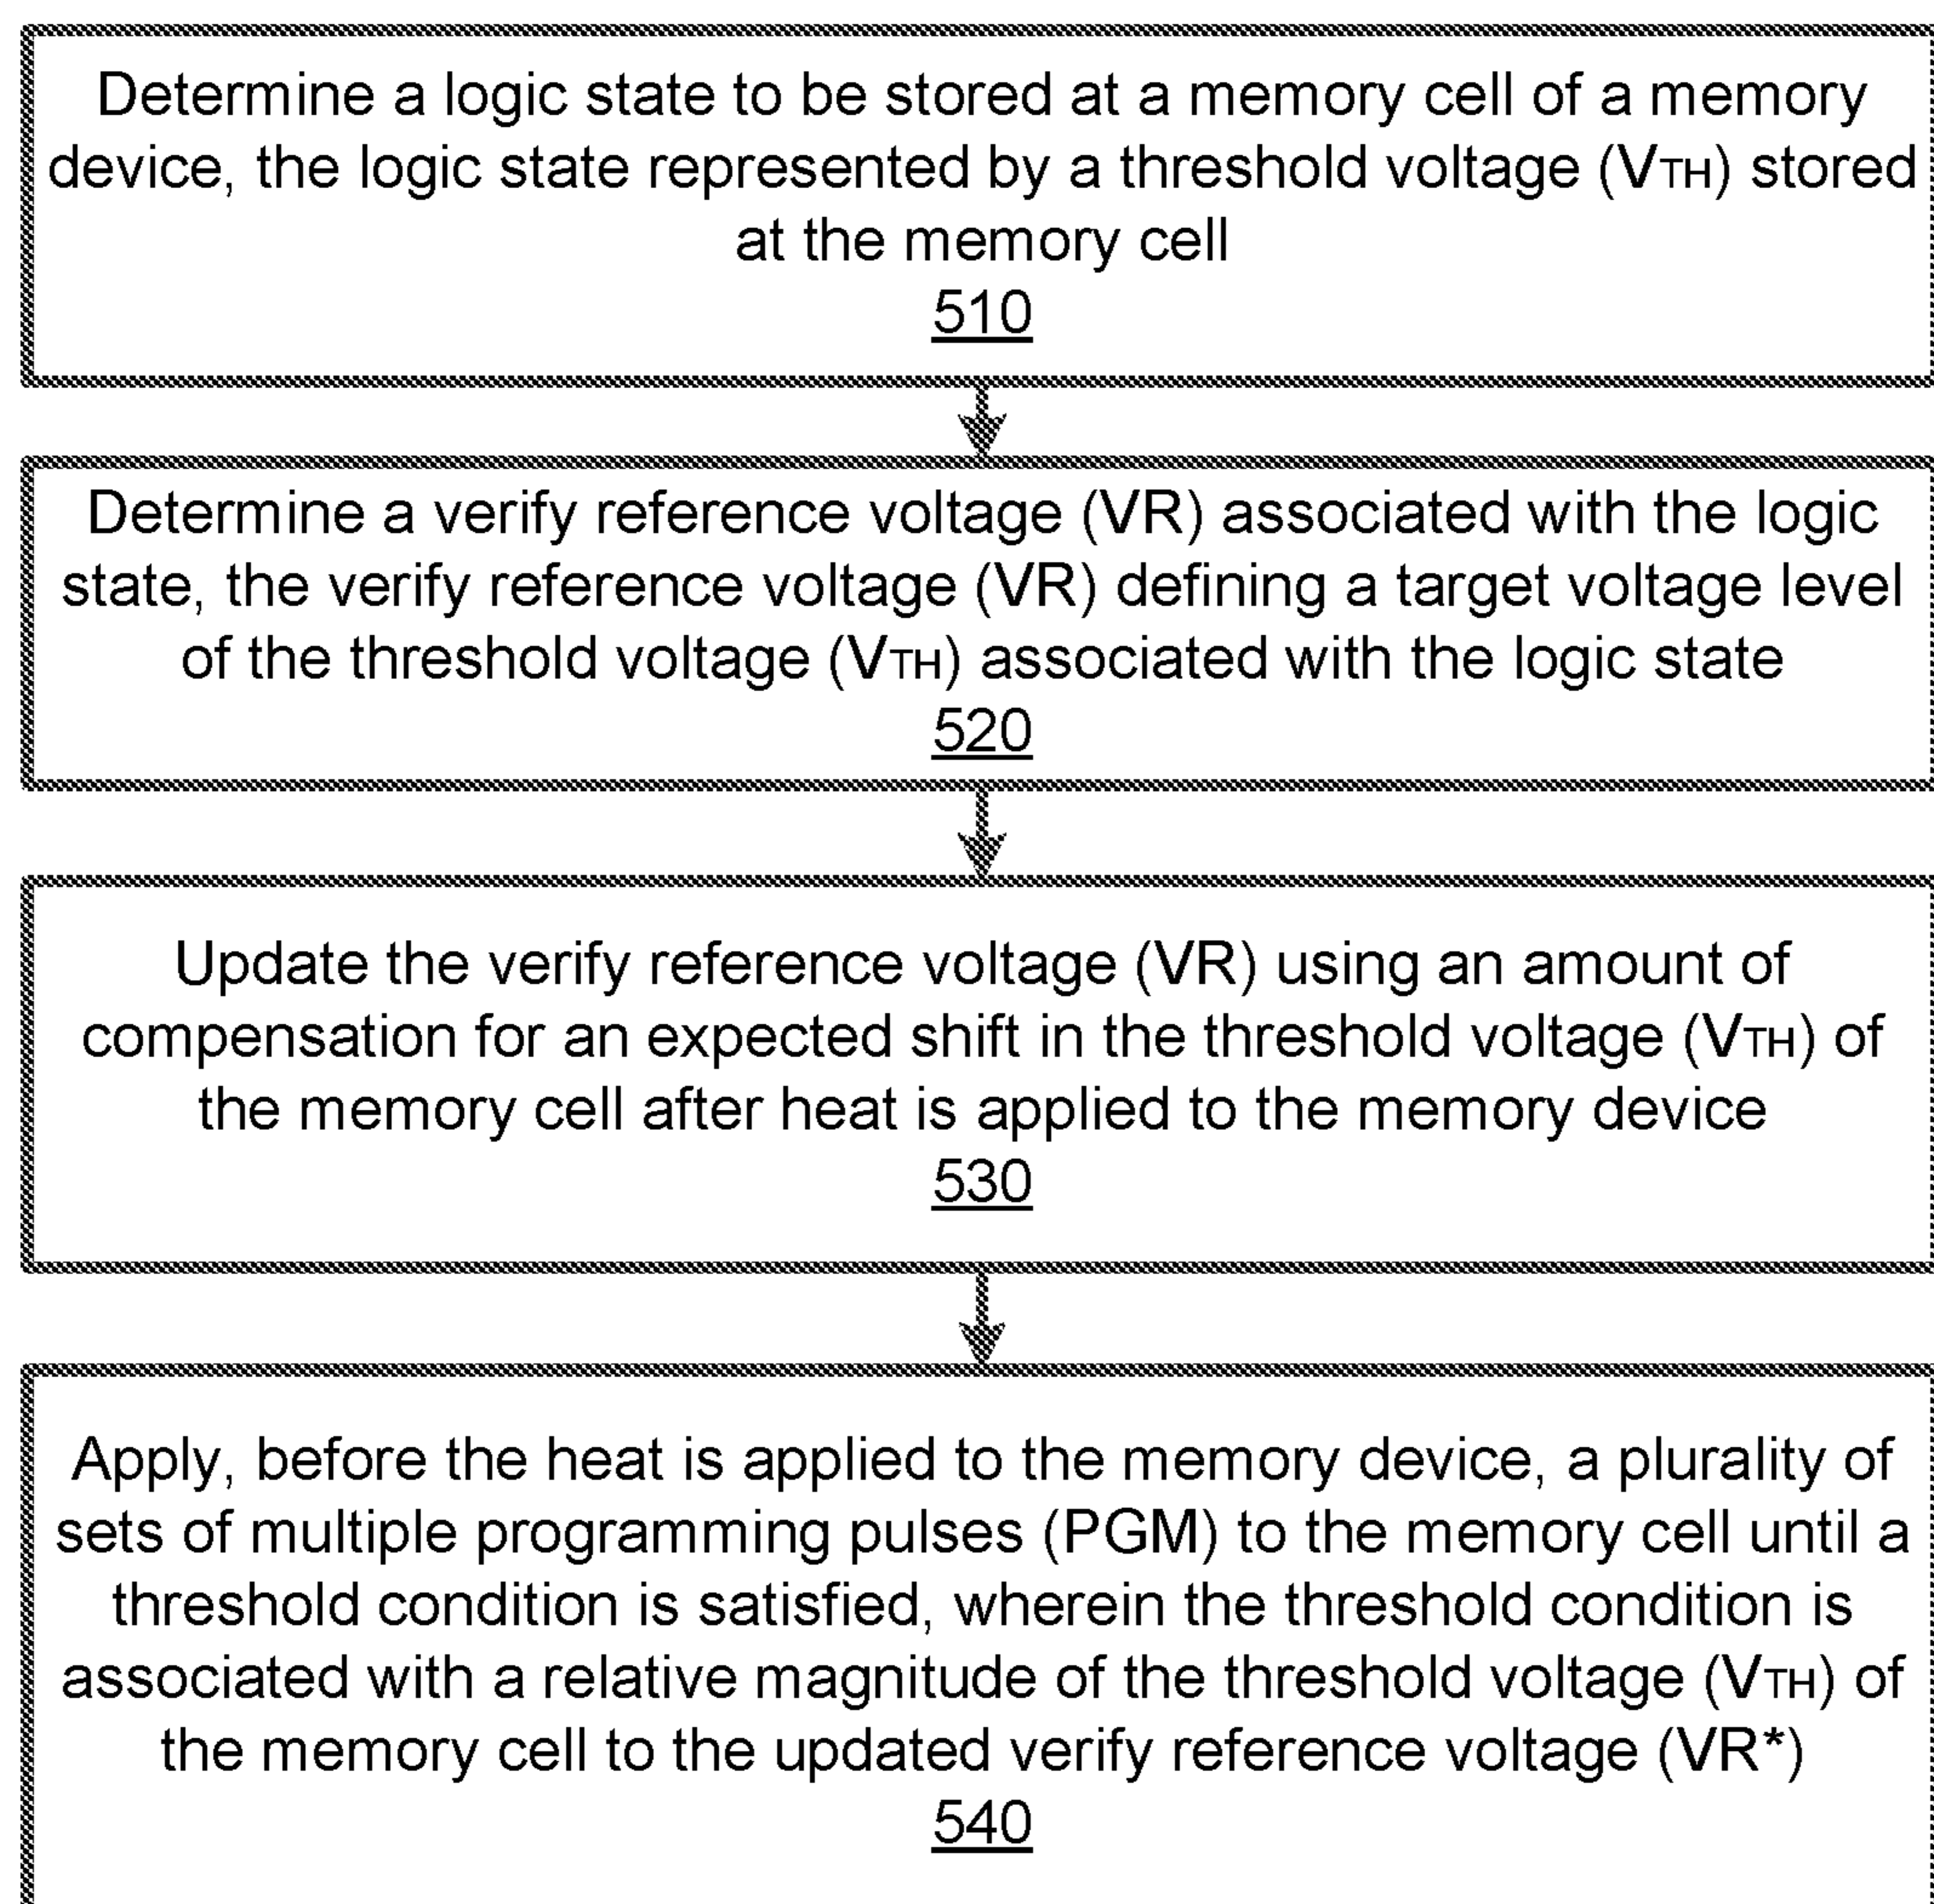 Determine a logic state to be stored at a memory cell of a memory
device, the logic state represented by a threshold voltage (VTH) stored
at the memory cell
510
Determine a verify reference voltage (VR) associated with the logic
state, the verify reference voltage (VR) defining a target voltage level
of the threshold voltage (VTH) associated with the logic state
520
Update the verify reference voltage (VR) using an amount of
compensation for an expected shift in the threshold voltage (VTH) of
the memory cell after heat is applied to the memory device
530
Apply, before the heat is applied to the memory device, a plurality of
sets of multiple programming pulses (PGM) to the memory cell until a
threshold condition is satisfied, wherein the threshold condition is
associated with a relative magnitude of the threshold voltage (VTH) of
the memory cell to the updated verify reference voltage (VR*)
540